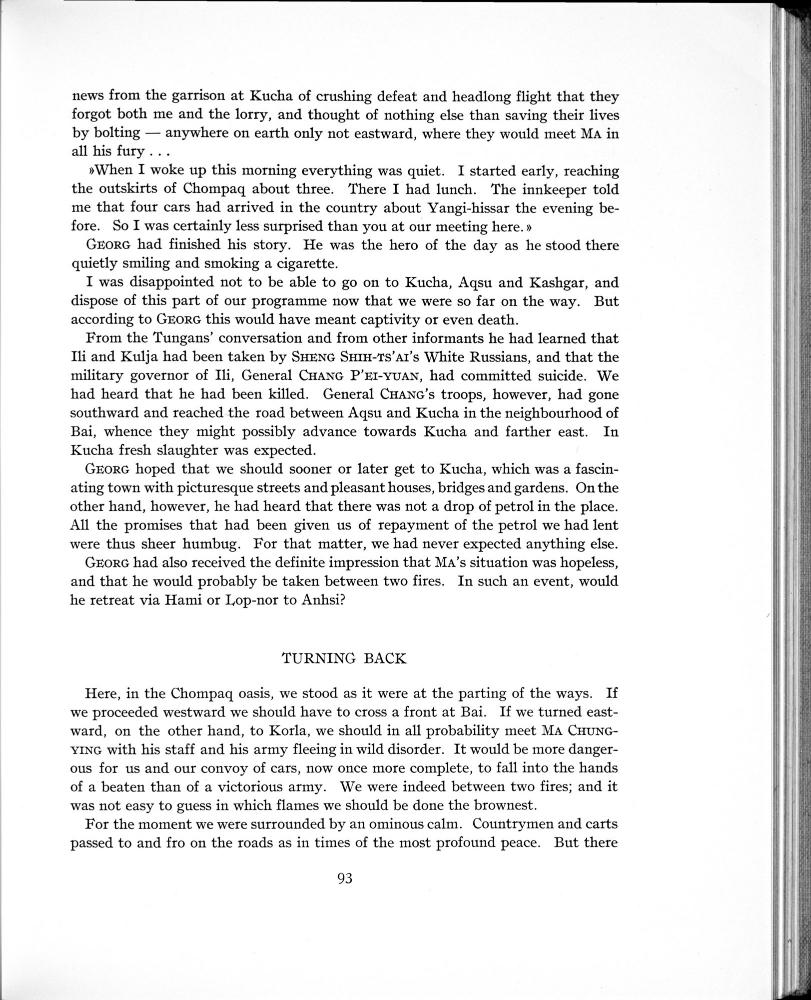 news from the garrison at Kucha of crushing defeat and headlong flight that they
forgot both me and the lorry, and thought of nothing else than saving their lives
by bolting — anywhere on earth only not eastward, where they would meet MA in
all his fury . . .
»When I woke up this morning everything was quiet. I started early, reaching
the outskirts of Chompaq about three. There I had lunch. The innkeeper told
me that four cars had arrived in the country about Yangi-hissar the evening be-
fore. So I was certainly less surprised than you at our meeting here.»
GEORG had finished his story. He was the hero of the day as he stood there
quietly smiling and smoking a cigarette.
I was disappointed not to be able to go on to Kucha, Aqsu and Kashgar, and
dispose of this part of our programme now that we were so far on the way. But
according to GEORG this would have meant captivity or even death.
From the Tungans' conversation and from other informants he had learned that
Ili and Kulja had been taken by SHENG SHIH-TS'AI's White Russians, and that the
military governor of Ili, General CHANG P'EI-YUAN, had committed suicide. We
had heard that he had been killed. General CHANG's troops, however, had gone
southward and reached the road between Aqsu and Kucha in the neighbourhood of
Bai, whence they might possibly advance towards Kucha and farther east. In
Kucha fresh slaughter was expected.
GEORG hoped that we should sooner or later get to Kucha, which was a fascin-
ating town with picturesque streets and pleasant houses, bridges and gardens. On the
other hand, however, he had heard that there was not a drop of petrol in the place.
All the promises that had been given us of repayment of the petrol we had lent
were thus sheer humbug. For that matter, we had never expected anything else.
GEORG had also received the definite impression that MA's situation was hopeless,
and that he would probably be taken between two fires. In such an event, would
he retreat via Hami or Lop-nor to Anhsi?
TURNING BACK
Here, in the Chompaq oasis, we stood as it were at the parting of the ways. If
we proceeded westward we should have to cross a front at Bai. If we turned east-
ward, on the other hand, to Korla, we should in all probability meet MA CHUNG-
YING with his staff and his army fleeing in wild disorder. It would be more danger-
ous for us and our convoy of cars, now once more complete, to fall into the hands
of a beaten than of a victorious army. We were indeed between two fires; and it
was not easy to guess in which flames we should be done the brownest.
For the moment we were surrounded by an ominous calm. Countrymen and carts
passed to and fro on the roads as in times of the most profound peace. But there
93